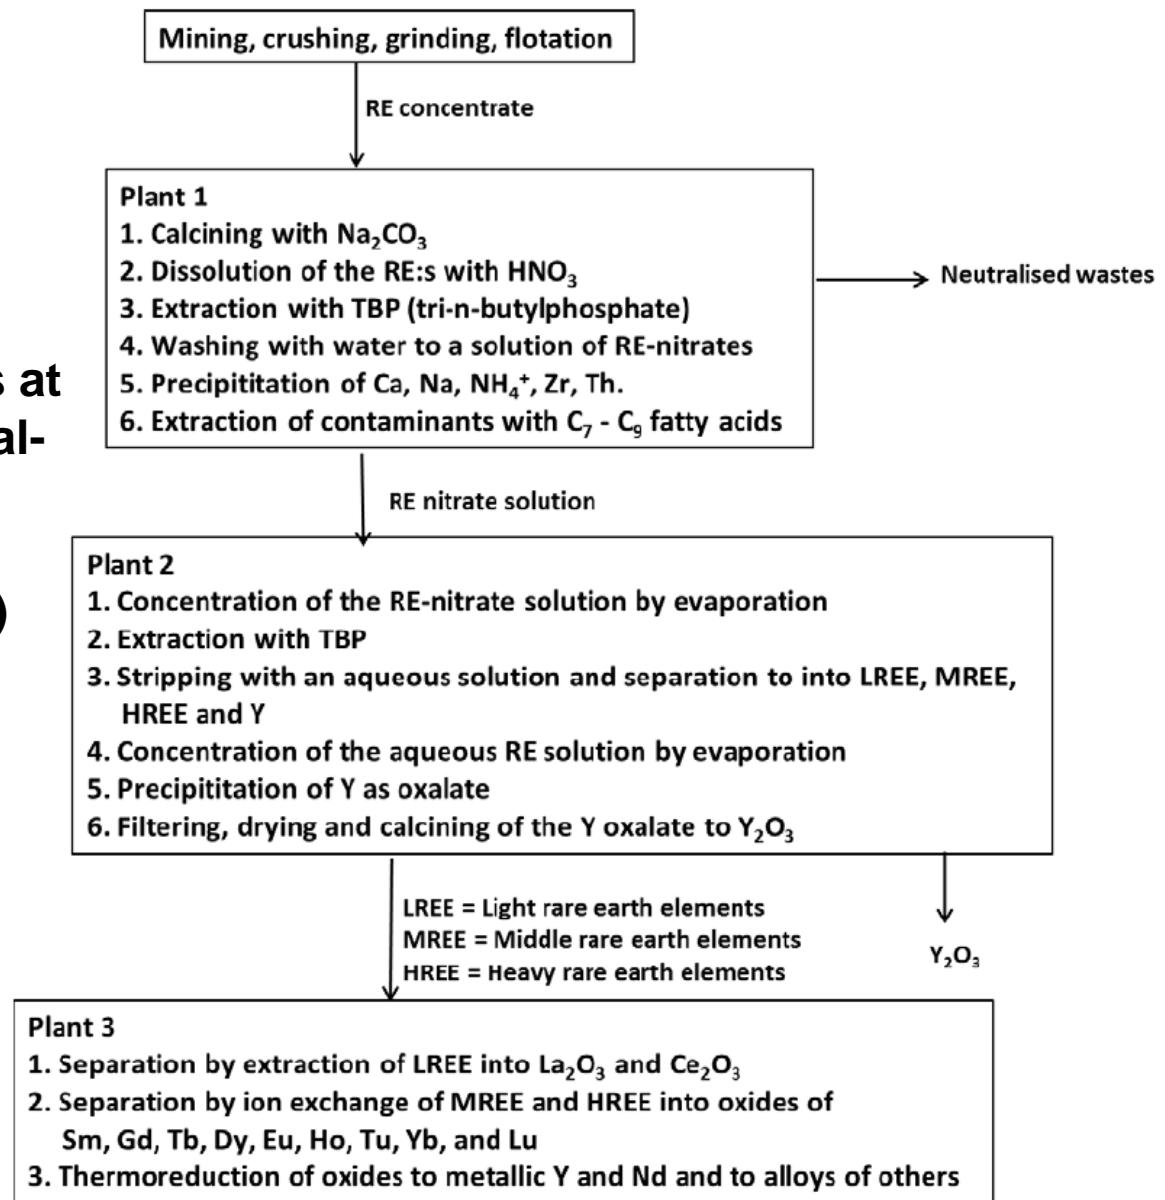 Mining, crushing, grinding, flotation
RE concentrate
Plant 1
1. Calcining with Na₂CO₃
2. Dissolution of the RE:s with HNO₃
3. Extraction with TBP (tri-n-butylphosphate)
4. Washing with water to a solution of RE-nitrates
5. Precipititation of Ca, Na, NH₄⁺, Zr, Th.
6. Extraction of contaminants with C₇ - C₉ fatty acids
Neutralised wastes
s at
al-
)
RE nitrate solution
Plant 2
1. Concentration of the RE-nitrate solution by evaporation
2. Extraction with TBP
3. Stripping with an aqueous solution and separation to into LREE, MREE,
HREE and Y
4. Concentration of the aqueous RE solution by evaporation
5. Precipititation of Y as oxalate
6. Filtering, drying and calcining of the Y oxalate to Y₂O₃
LREE = Light rare earth elements
MREE = Middle rare earth elements
HREE = Heavy rare earth elements
Y₂O₃
Plant 3
1. Separation by extraction of LREE into La₂O₃ and Ce₂O₃
2. Separation by ion exchange of MREE and HREE into oxides of
Sm, Gd, Tb, Dy, Eu, Ho, Tu, Yb, and Lu
3. Thermoreduction of oxides to metallic Y and Nd and to alloys of others